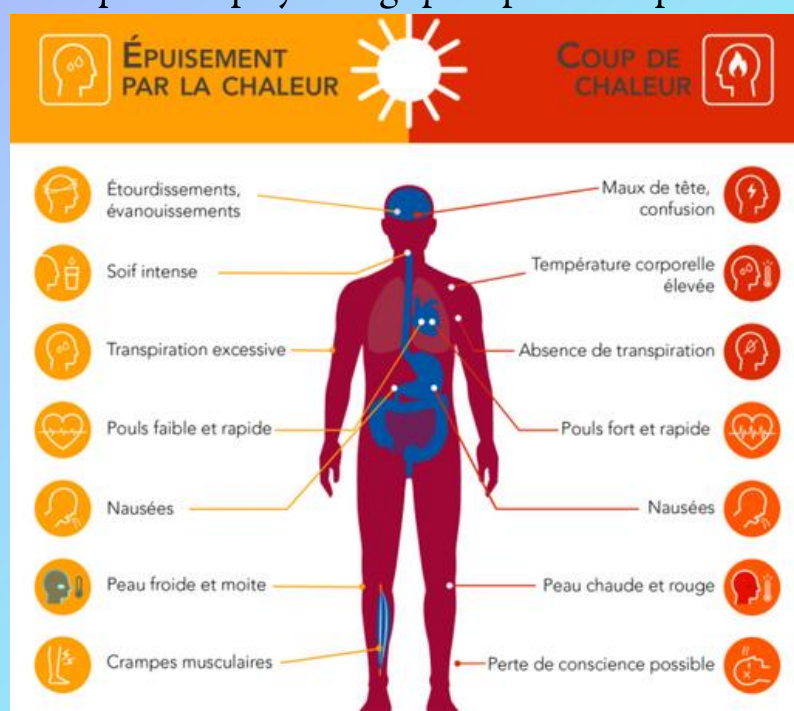 ÉPUISEMENT
PAR LA CHALEUR
COUP DE
CHALEUR
Étourdissements,
évanouissements
Maux de tête,
confusion
Soif intense
Température corporelle
élevée
Transpiration excessive
Absence de transpiration
Pouls faible et rapide
Pouls fort et rapide
Nausées
Nausées
Peau froide et moite
Peau chaude et rouge
Crampes musculaires
Perte de conscience possible